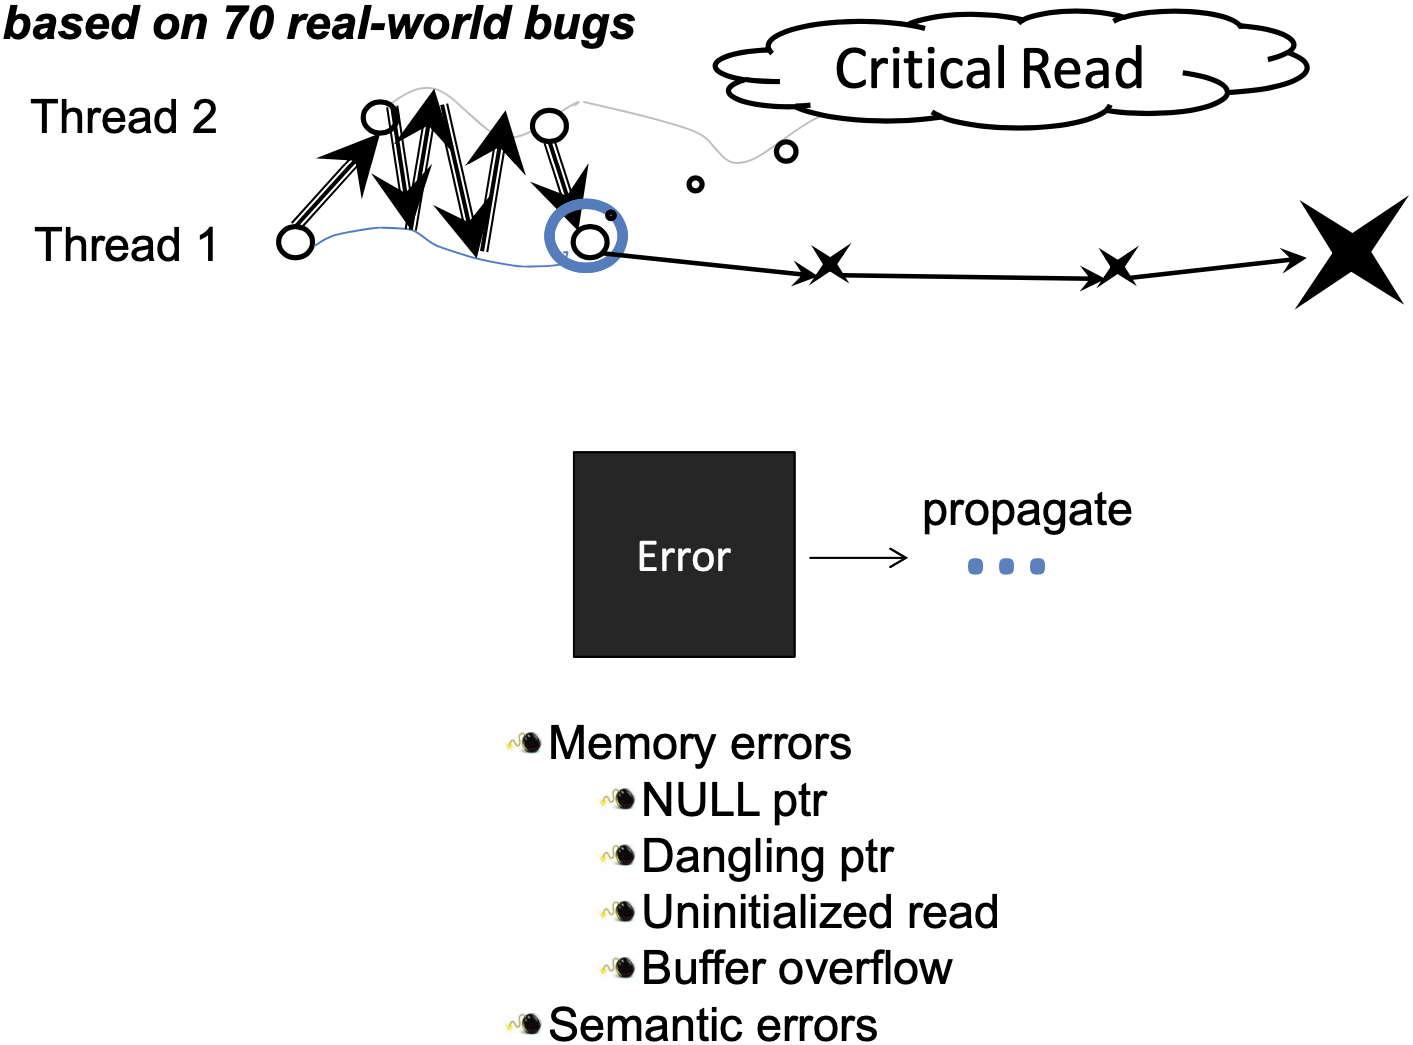 based on 70 real-world bugs
Critical Read
Thread 2
Thread 1
propagate
Error
Memory errors
NULL ptr
Dangling ptr
Uninitialized read
Buffer overflow
Semantic errors